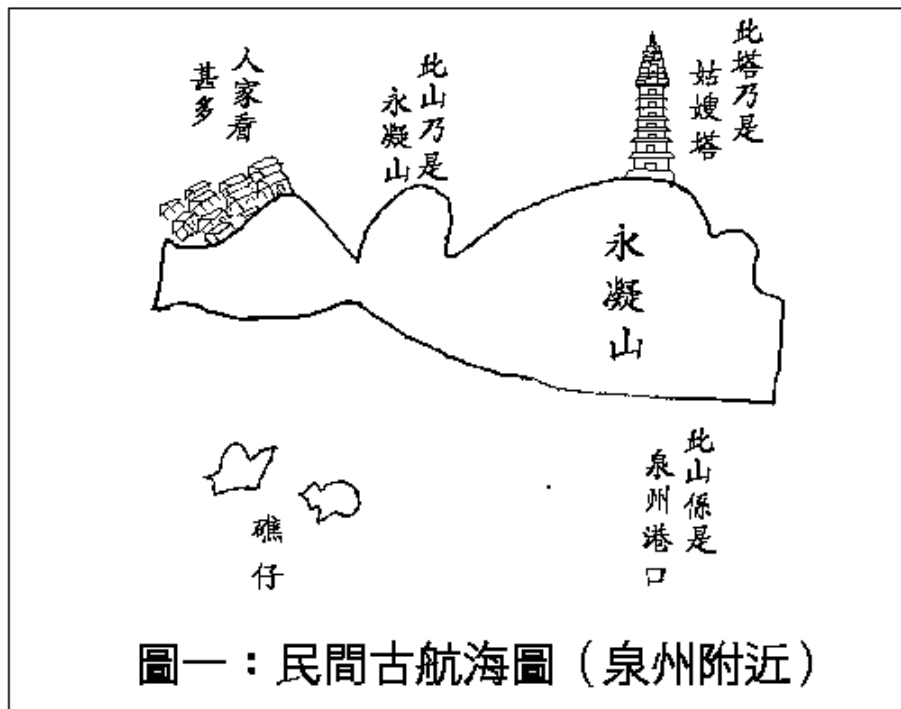 此塔乃是
姑嫂塔
此山乃是
永凝山
人家看
甚多
永凝山
此山係是
泉州港口
礁仔
圖一：民間古航海圖（泉州附近）